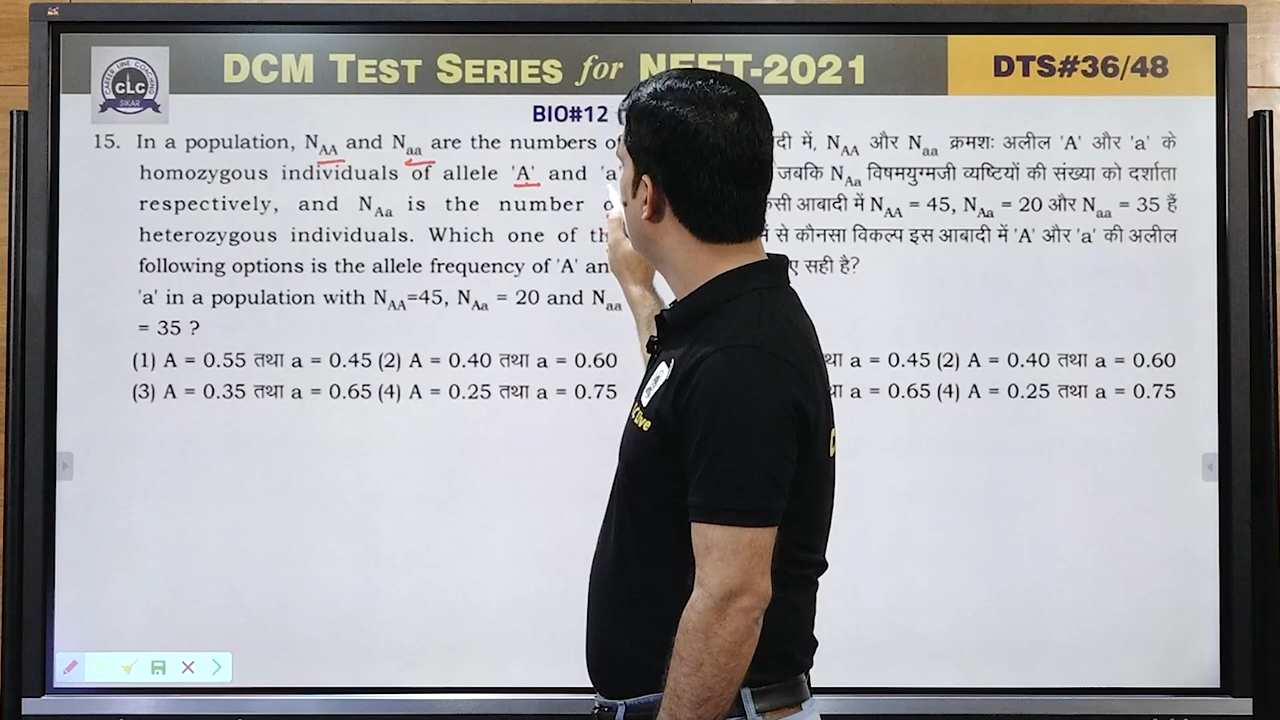 DCM TEST SERIES for NEET-2021
DTS#36/48
CAREER LINE COACHING
CLC
SIKAR
BIO#12
15. In a population, NAA and Naa are the numbers
homozygous individuals of allele 'A' and 'a'
respectively, and NAa is the number
heterozygous individuals. Which one of
following options is the allele frequency of 'A'
'a' in a population with NAA=45, NAa = 20 and Naa
= 35 ?
(1) A = 0.55 तथा a = 0.45 (2) A = 0.40 तथा a = 0.60
(3) A = 0.35 तथा a = 0.65 (4) A = 0.25 तथा a = 0.75
में, NAA और Naa क्रमशः अलील 'A' और 'a' के
जबकि NAa विषमयुग्मजी व्यष्टियों की संख्या को दर्शाता
आबादी में NAA = 45, NAa = 20 और Naa = 35 हैं
से कौनसा विकल्प इस आबादी में 'A' और 'a' की अलील
सही है?
a = 0.45 (2) A = 0.40 तथा a = 0.60
a = 0.65 (4) A = 0.25 तथा a = 0.75